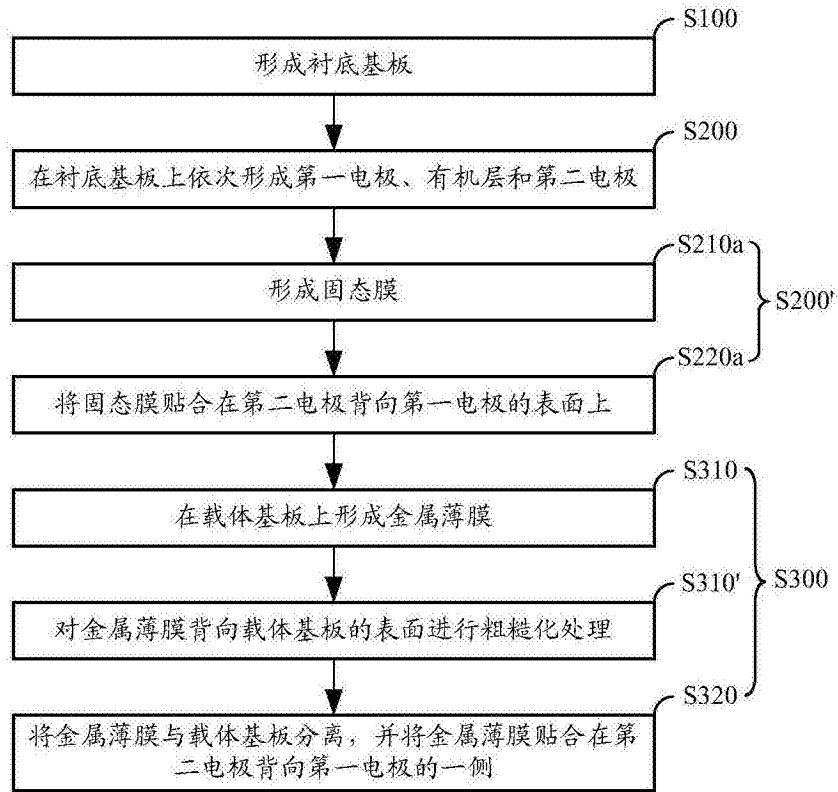 S100
形成衬底基板
S200
在衬底基板上依次形成第一电极、有机层和第二电极
S210a
形成固态膜
S200'
S220a
将固态膜贴合在第二电极背向第一电极的表面上
S310
在载体基板上形成金属薄膜
S310'
S300
对金属薄膜背向载体基板的表面进行粗糙化处理
S320
将金属薄膜与载体基板分离，并将金属薄膜贴合在第
二电极背向第一电极的一侧